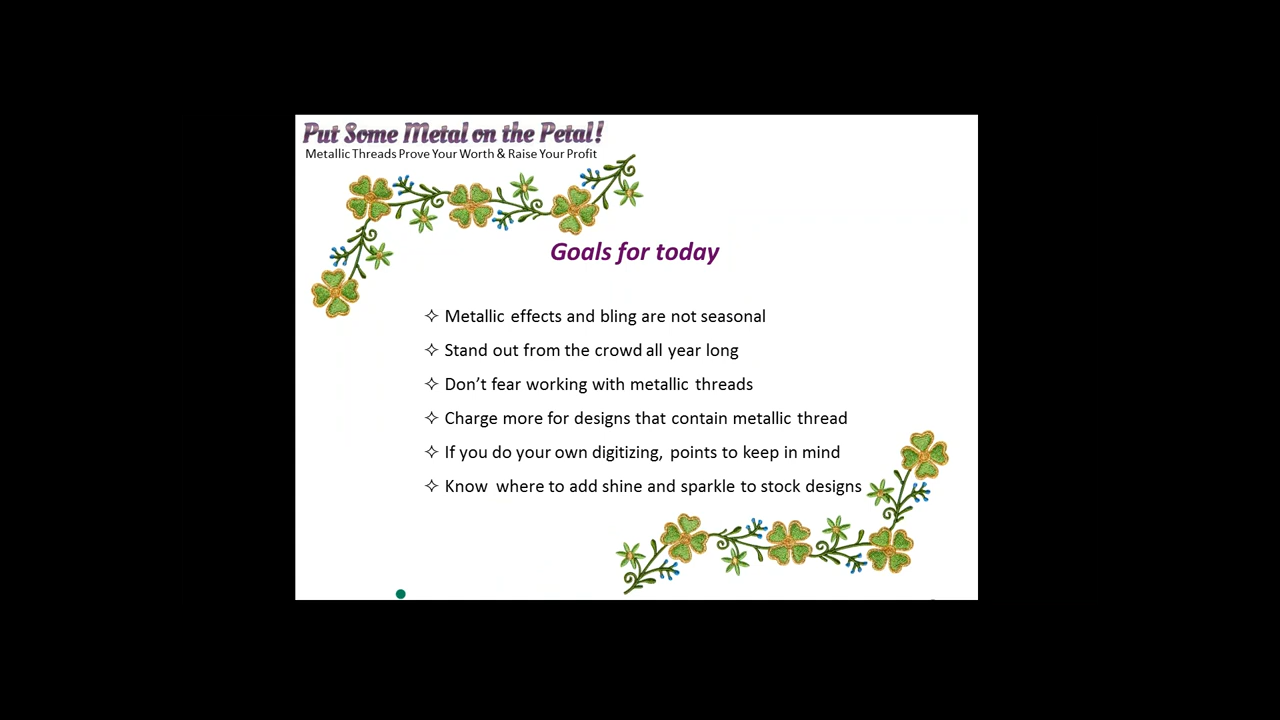 Put Some Metal on the Petal!
Metallic Threads Prove Your Worth & Raise Your Profit
Goals for today
✧ Metallic effects and bling are not seasonal
✧ Stand out from the crowd all year long
✧ Don't fear working with metallic threads
✧ Charge more for designs that contain metallic thread
✧ If you do your own digitizing, points to keep in mind
✧ Know where to add shine and sparkle to stock designs